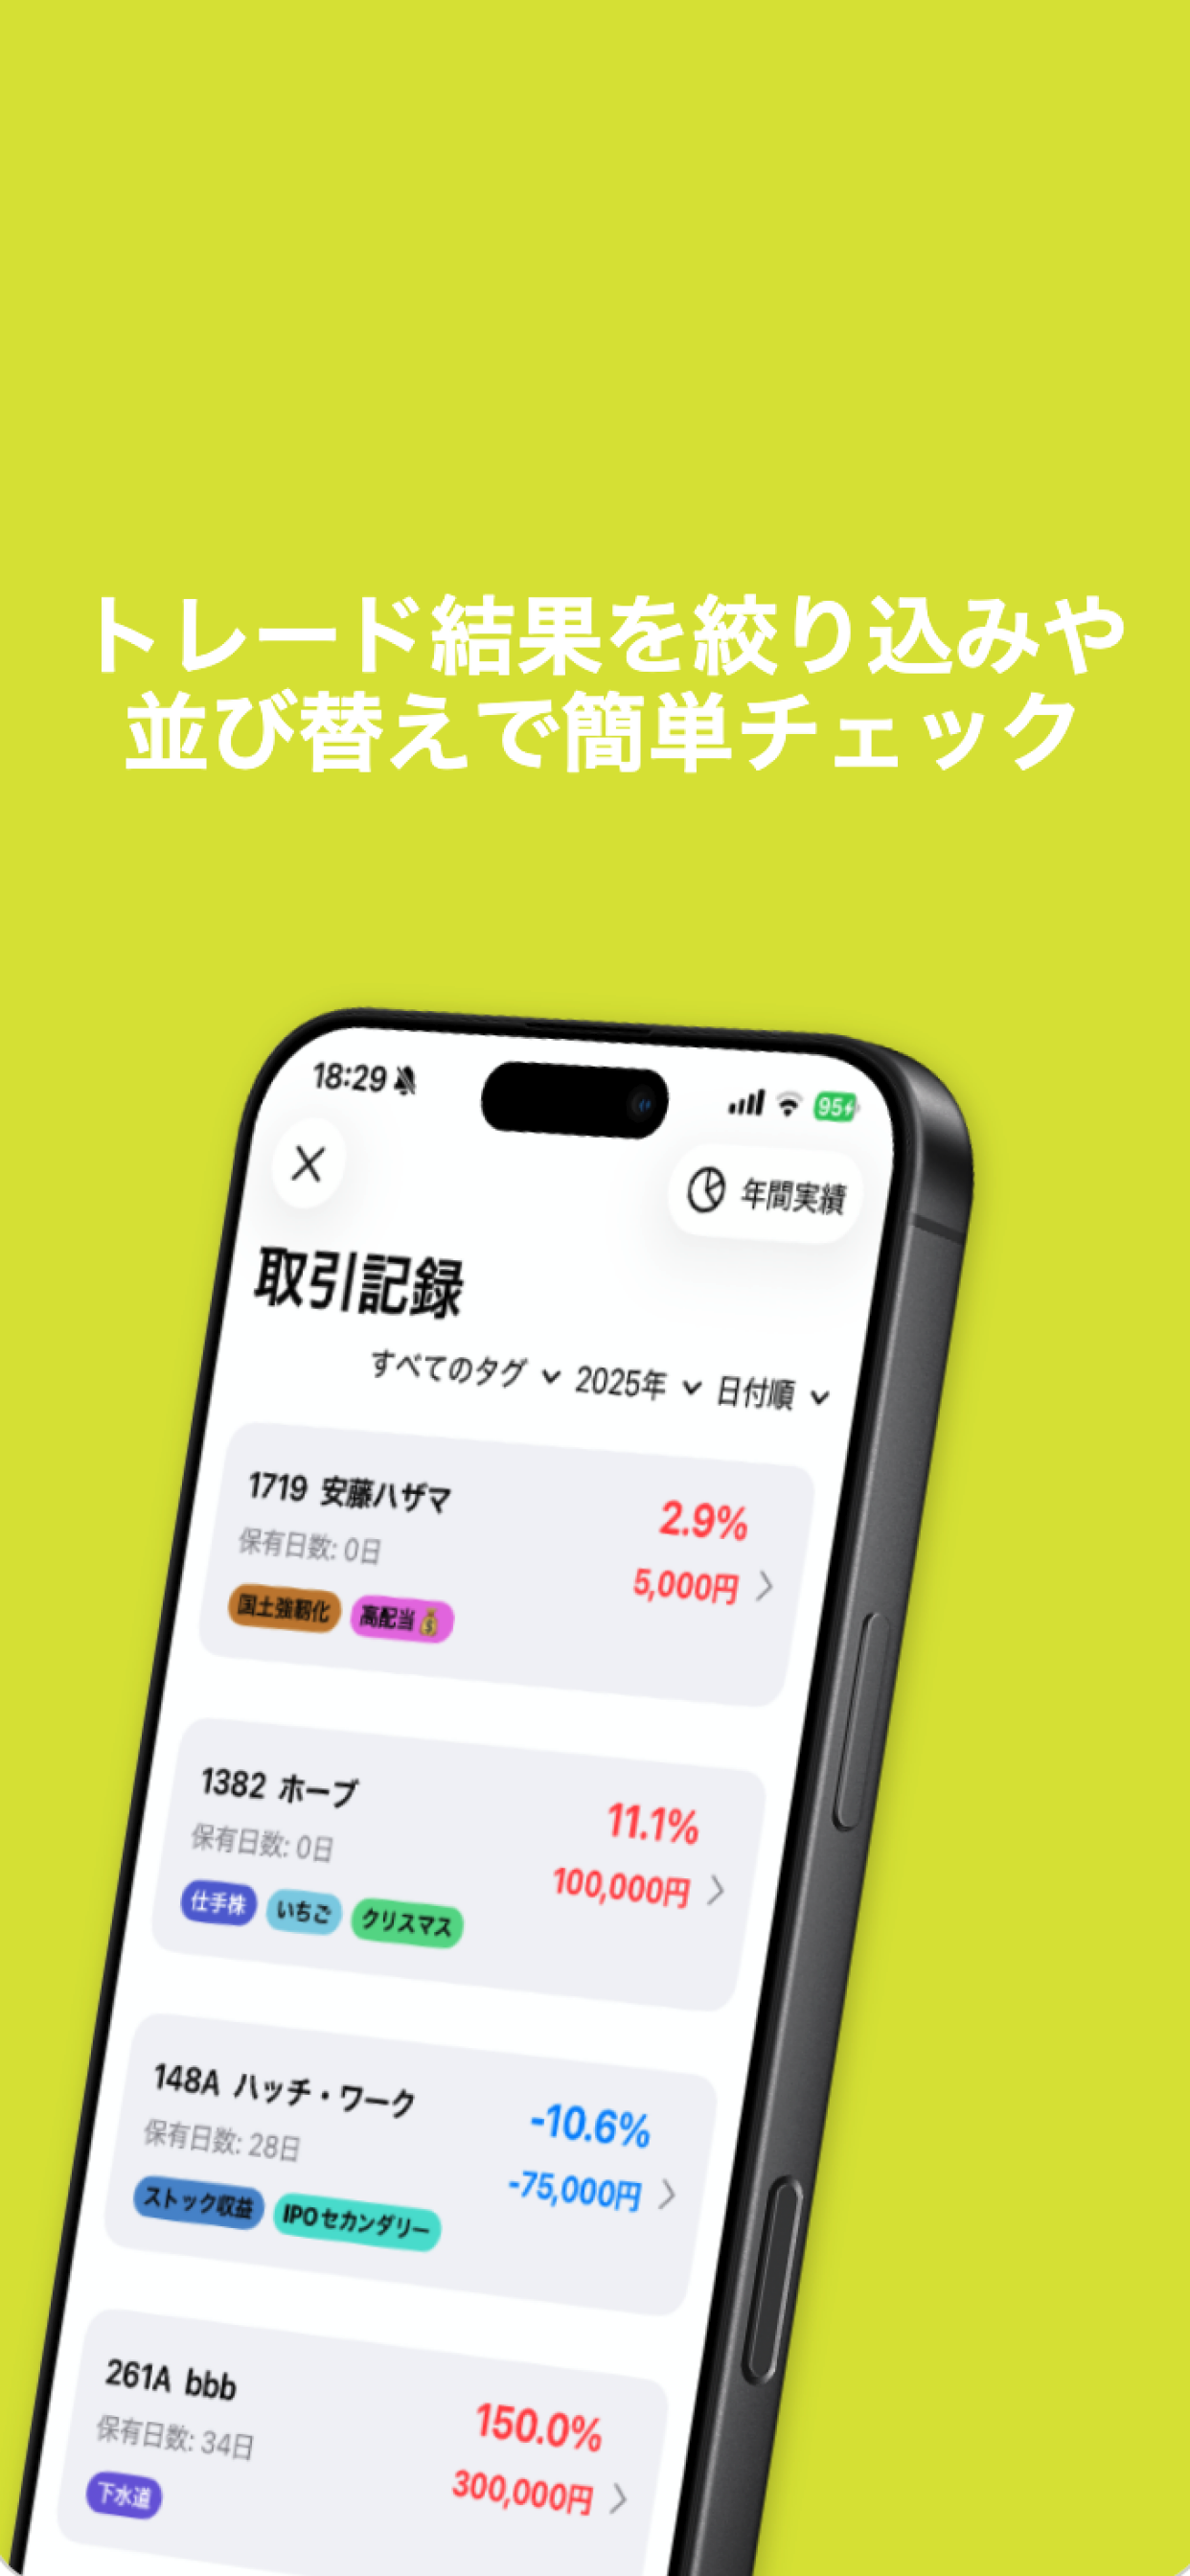 トレード結果を絞り込みや
並び替えで簡単チェック
18:29 95
年間実績
取引記録
すべてのタグ 2025年 日付順
1719 安藤ハザマ 2.9%
保有日数: 0日 5,000円
国土強靭化 高配当💰
1382 ホーブ 11.1%
保有日数: 0日 100,000円
仕手株 いちご クリスマス
148A ハッチ・ワーク -10.6%
保有日数: 28日 -75,000円
ストック収益 IPOセカンダリー
261A bbb 150.0%
保有日数: 34日 300,000円
下水道